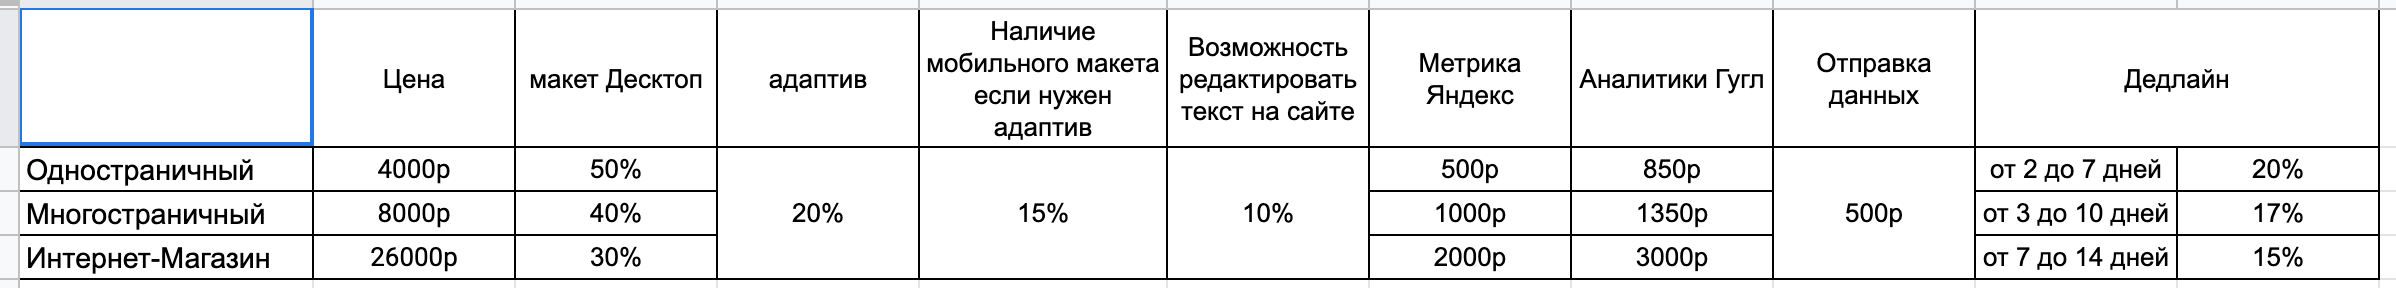 Цена
макет Десктоп
адаптив
Наличие
мобильного макета
если нужен
адаптив
Возможность
редактировать
текст на сайте
Метрика
Яндекс
Аналитики Гугл
Отправка
данных
Дедлайн
Одностраничный 4000р 50% 500р 850р от 2 до 7 дней 20%
Многостраничный 8000р 40% 20% 15% 10% 1000р 1350р 500р от 3 до 10 дней 17%
Интернет-Магазин 26000р 30% 2000р 3000р от 7 до 14 дней 15%